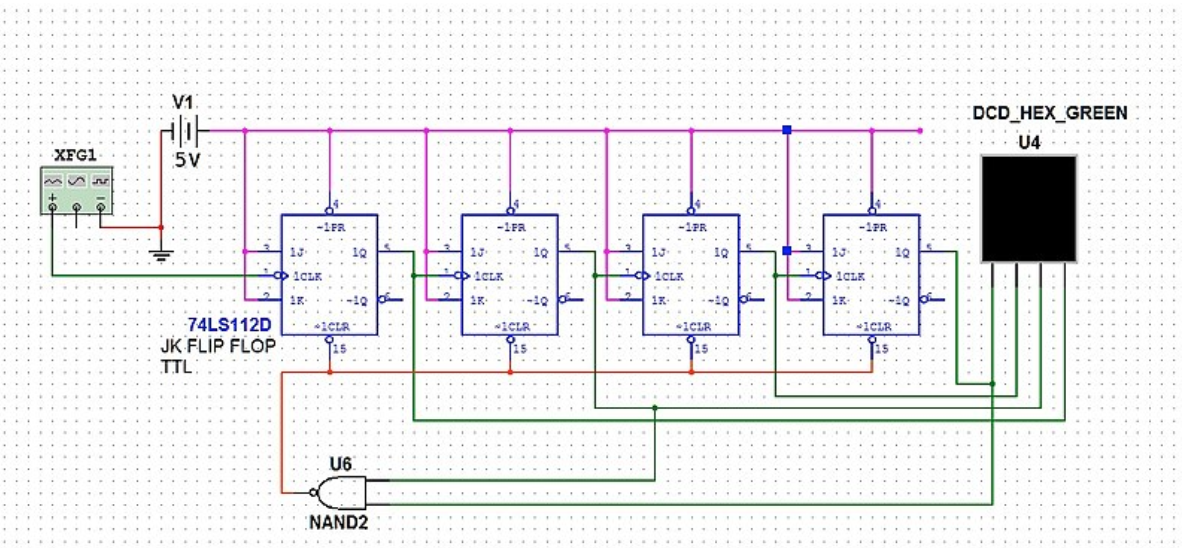 V1
5V
XFG1
DCD_HEX_GREEN
U4
4
4
4
4
~1PR
~1PR
~1PR
~1PR
3
1J
1Q
5
3
1J
1Q
5
3
1J
1Q
5
3
1J
1Q
5
1
1CLK
1
1CLK
1
1CLK
1
1CLK
2
1K
~1Q
6
2
1K
~1Q
6
2
1K
~1Q
6
2
1K
~1Q
6
~1CLR
~1CLR
~1CLR
~1CLR
15
15
15
15
74LS112D
JK FLIP FLOP
TTL
U6
NAND2